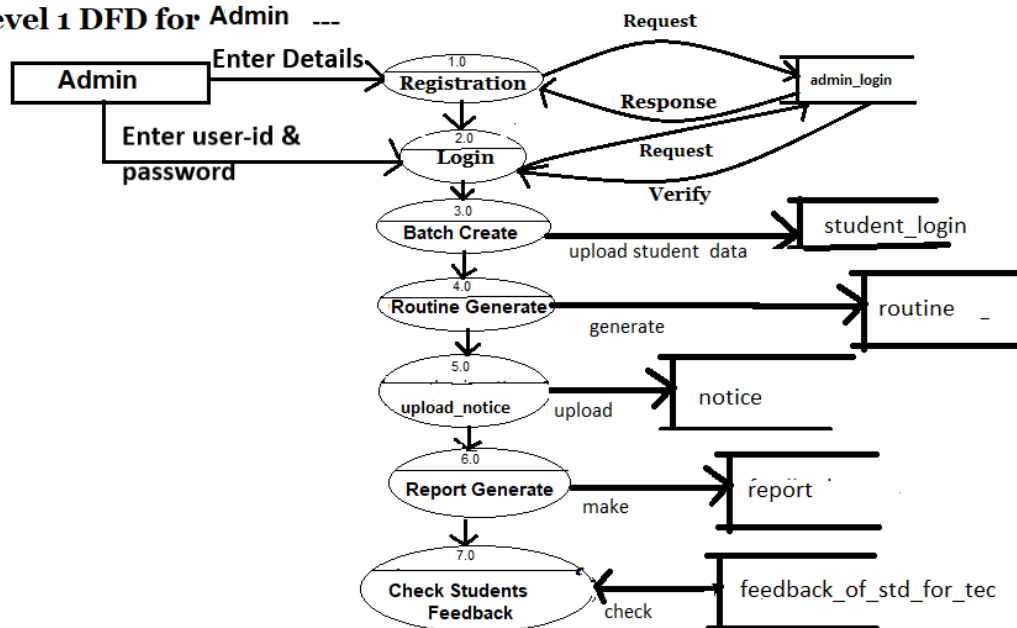 evel 1 DFD for Admin ---
Request
Enter Details
1.0
Registration
Admin
admin_login
Response
Enter user-id &
password
2.0
Login
Request
Verify
3.0
Batch Create
upload student data
student_login
4.0
Routine Generate
generate
routine _
5.0
upload_notice
upload
notice
6.0
Report Generate
make
report
7.0
Check Students
Feedback
check
feedback_of_std_for_tec